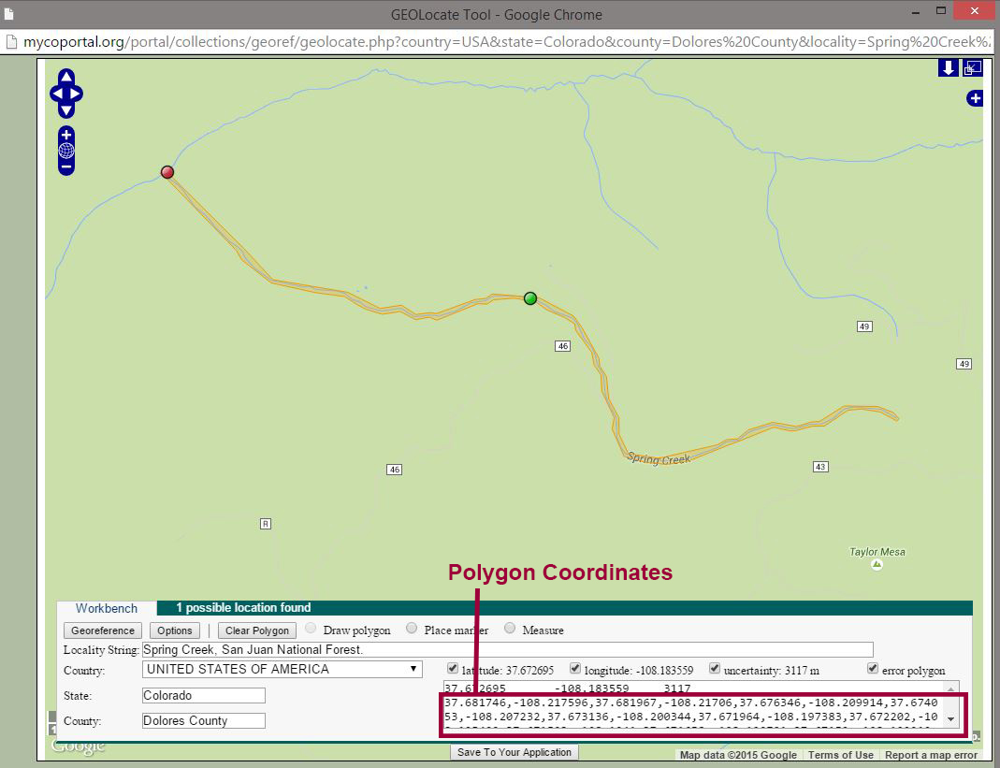 GEOLocate Tool - Google Chrome
mycoportal.org/portal/collections/georef/geolocate.php?country=USA&state=Colorado&county=Dolores%20County&locality=Spring%20Creek%
49
46
49
Spring Creek
46
43
R
Taylor Mesa
Polygon Coordinates
Workbench 1 possible location found
Georeference Options | Clear Polygon Draw polygon Place marker Measure
Locality String: Spring Creek, San Juan National Forest.
Country: UNITED STATES OF AMERICA latitude: 37.672695 longitude: -108.183559 uncertainty: 3117 m error polygon
37.672695 -108.183559 3117
State: Colorado
37.681746,-108.217596,37.681967,-108.21706,37.676346,-108.209914,37.6740
53,-108.207232,37.673136,-108.200344,37.671964,-108.197383,37.672202,-10
County: Dolores County
Google
Save To Your Application
Map data ©2015 Google Terms of Use Report a map error